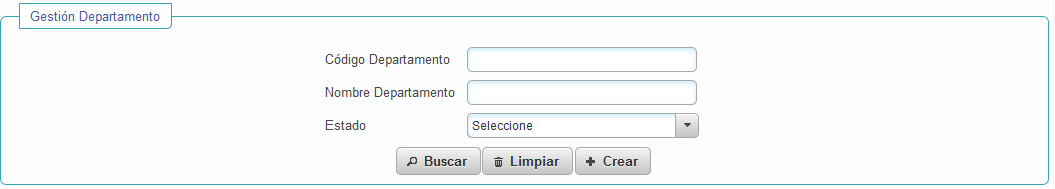 Gestión Departamento
Código Departamento
Nombre Departamento
Estado Seleccione
Buscar Limpiar Crear